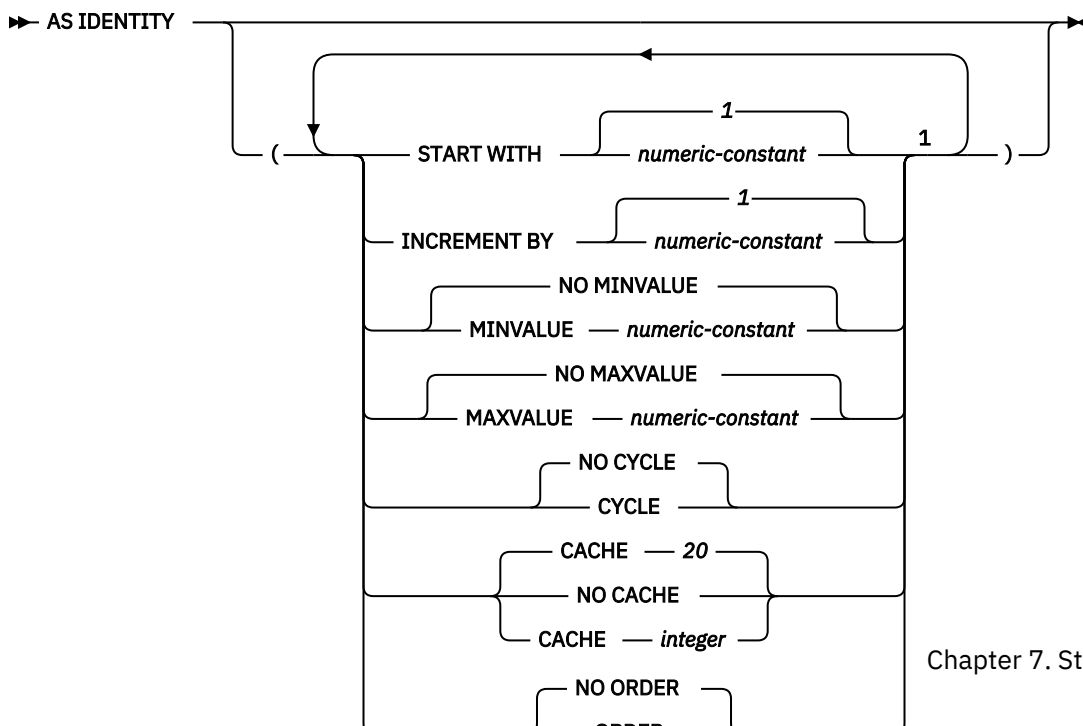 AS IDENTITY
1
1
( START WITH numeric-constant )
1
INCREMENT BY numeric-constant
NO MINVALUE
MINVALUE numeric-constant
NO MAXVALUE
MAXVALUE numeric-constant
NO CYCLE
CYCLE
CACHE 20
NO CACHE
CACHE integer
Chapter 7. St
NO ORDER
ORDER